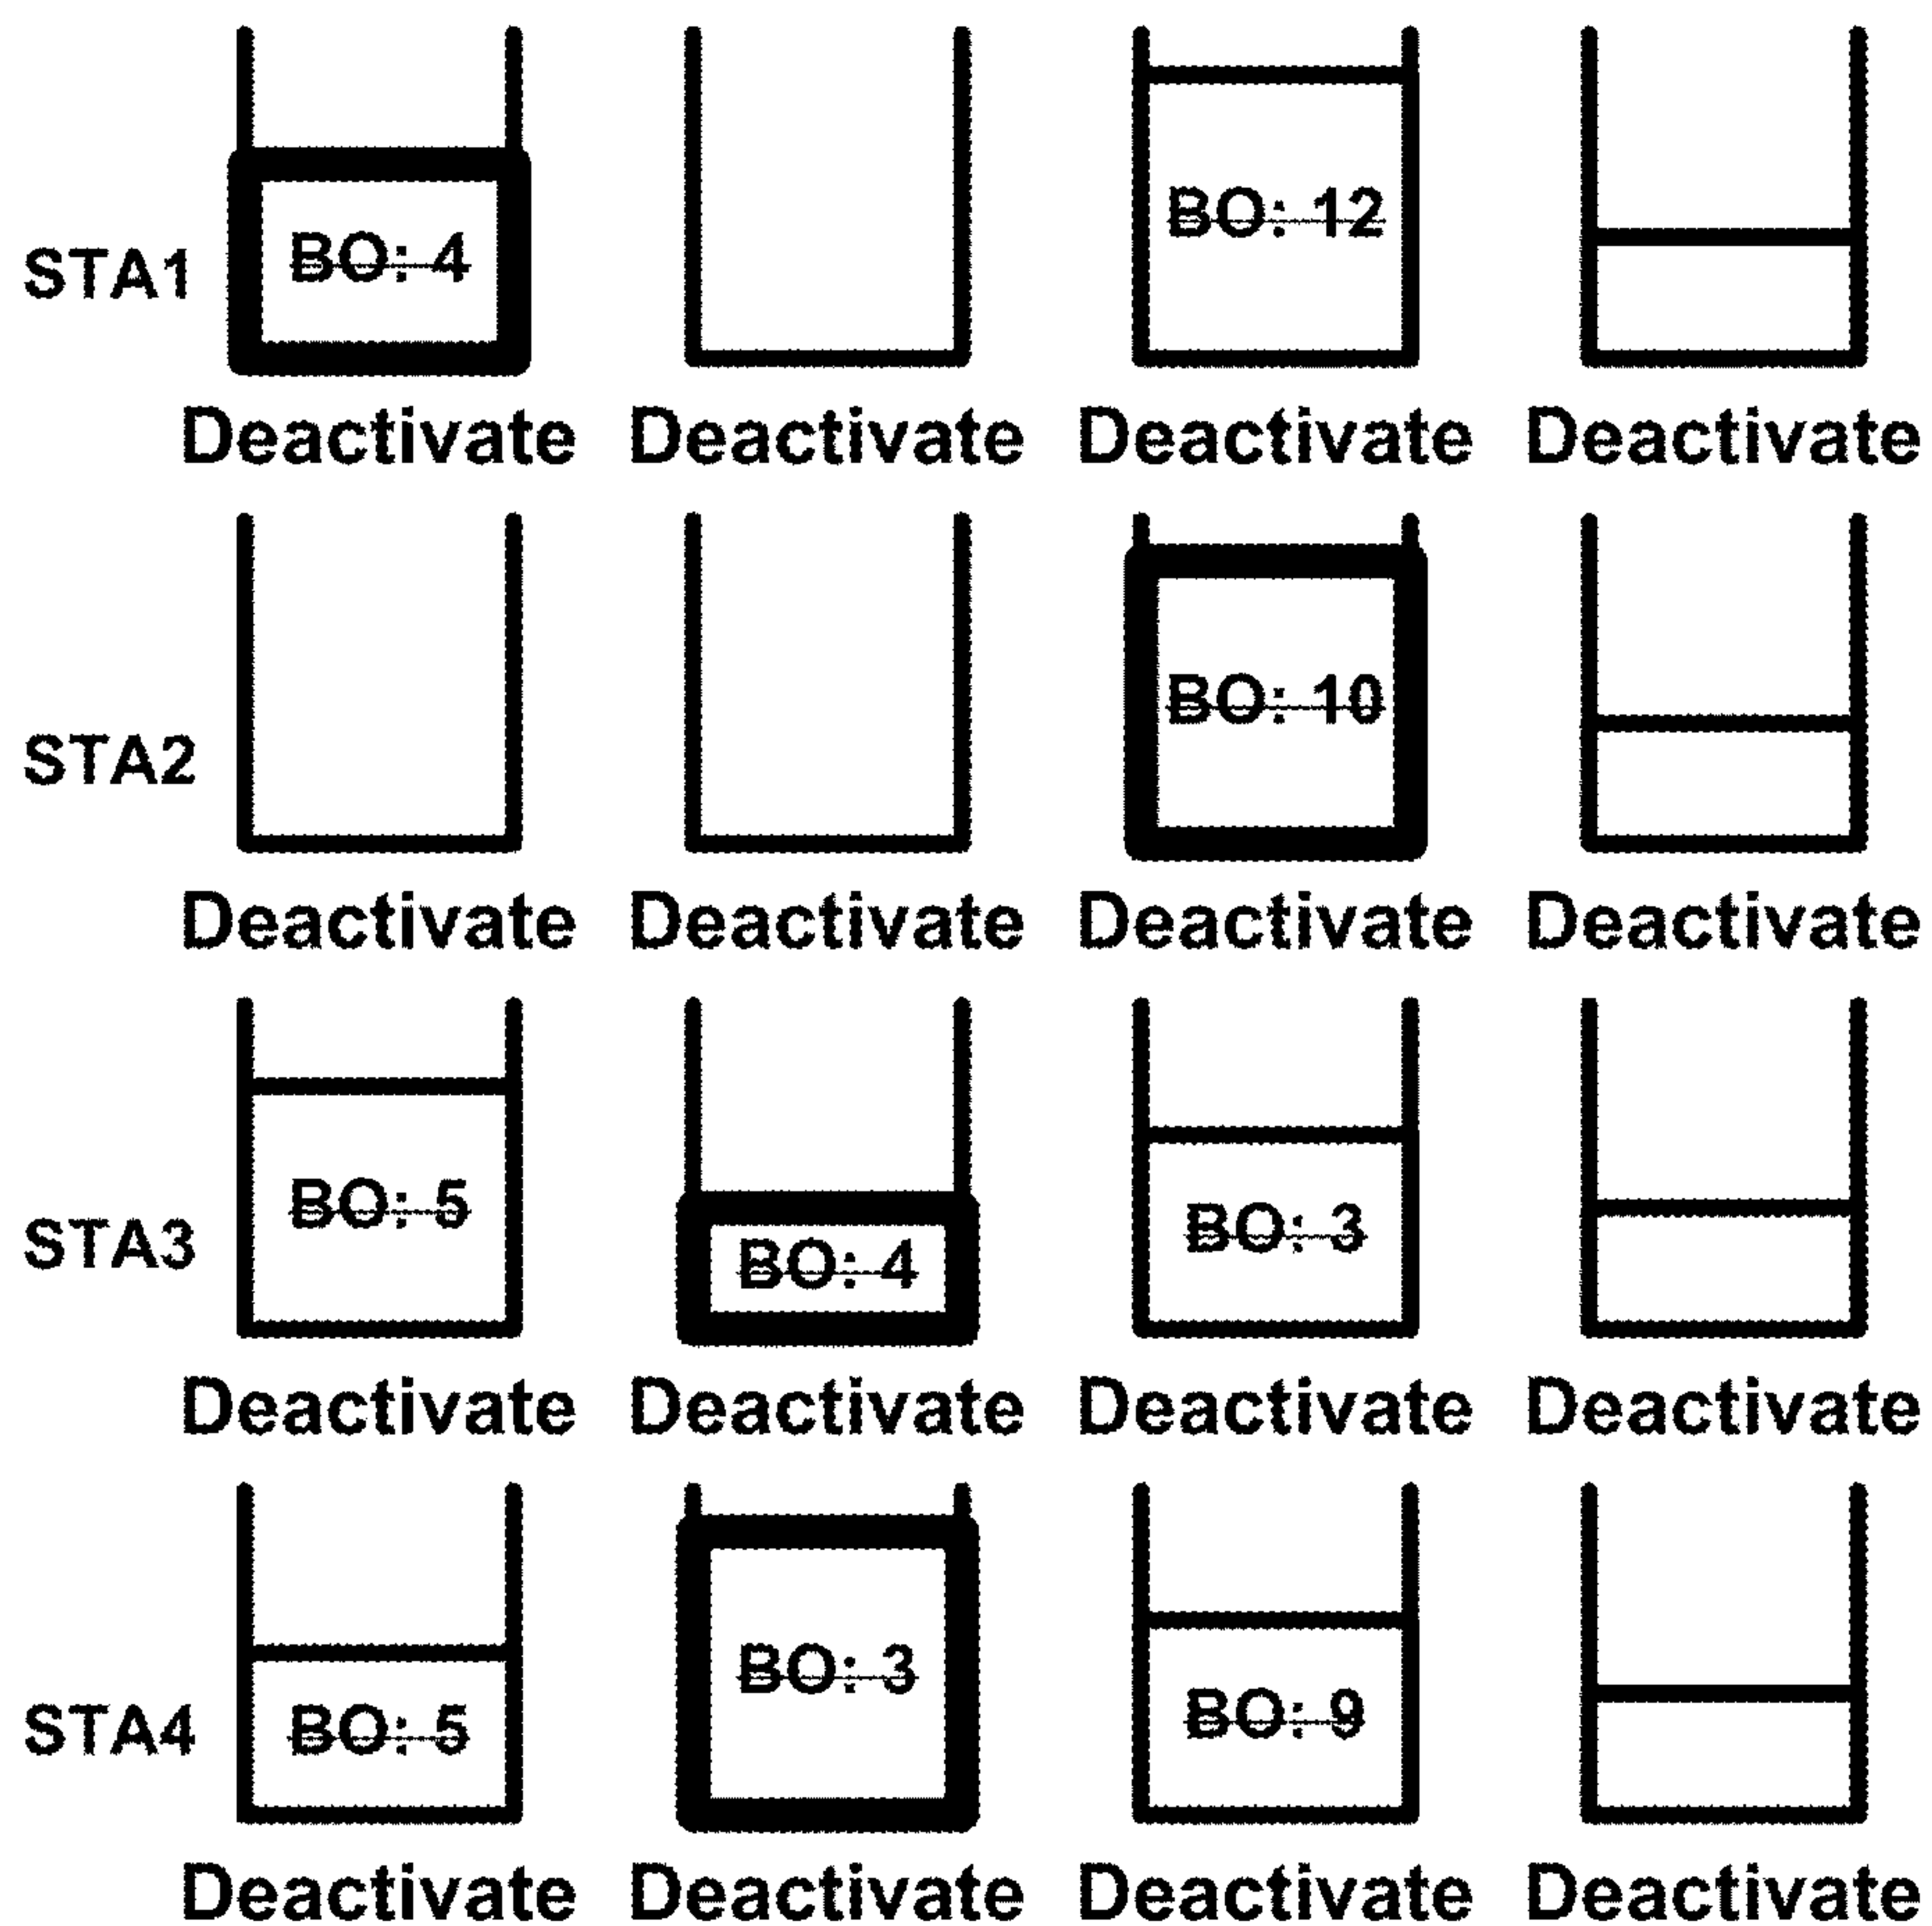 BO: 4 BO: 12
STA1
Deactivate Deactivate Deactivate Deactivate
BO: 10
STA2
Deactivate Deactivate Deactivate Deactivate
BO: 5 BO: 4 BO: 3
STA3
Deactivate Deactivate Deactivate Deactivate
BO: 5 BO: 3 BO: 9
STA4
Deactivate Deactivate Deactivate Deactivate